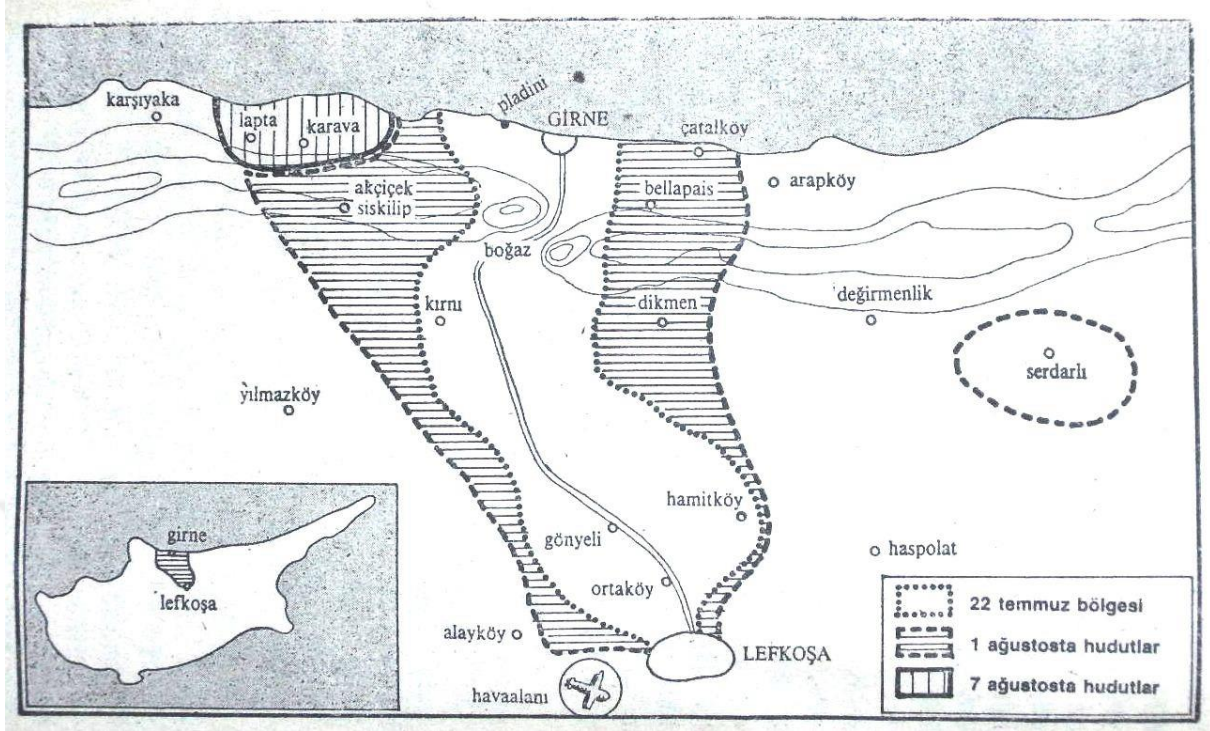 karşıyaka
lapta
karava
pladini
GİRNE
çatalköy
akçiçek
siskilip
bellapais
arapköy
boğaz
kırnı
dikmen
değirmenlik
serdarlı
yılmazköy
hamitköy
gönyeli
haspolat
ortaköy
alayköy
LEFKOŞA
havaalanı
girne
lefkoşa
22 temmuz bölgesi
1 ağustosta hudutlar
7 ağustosta hudutlar